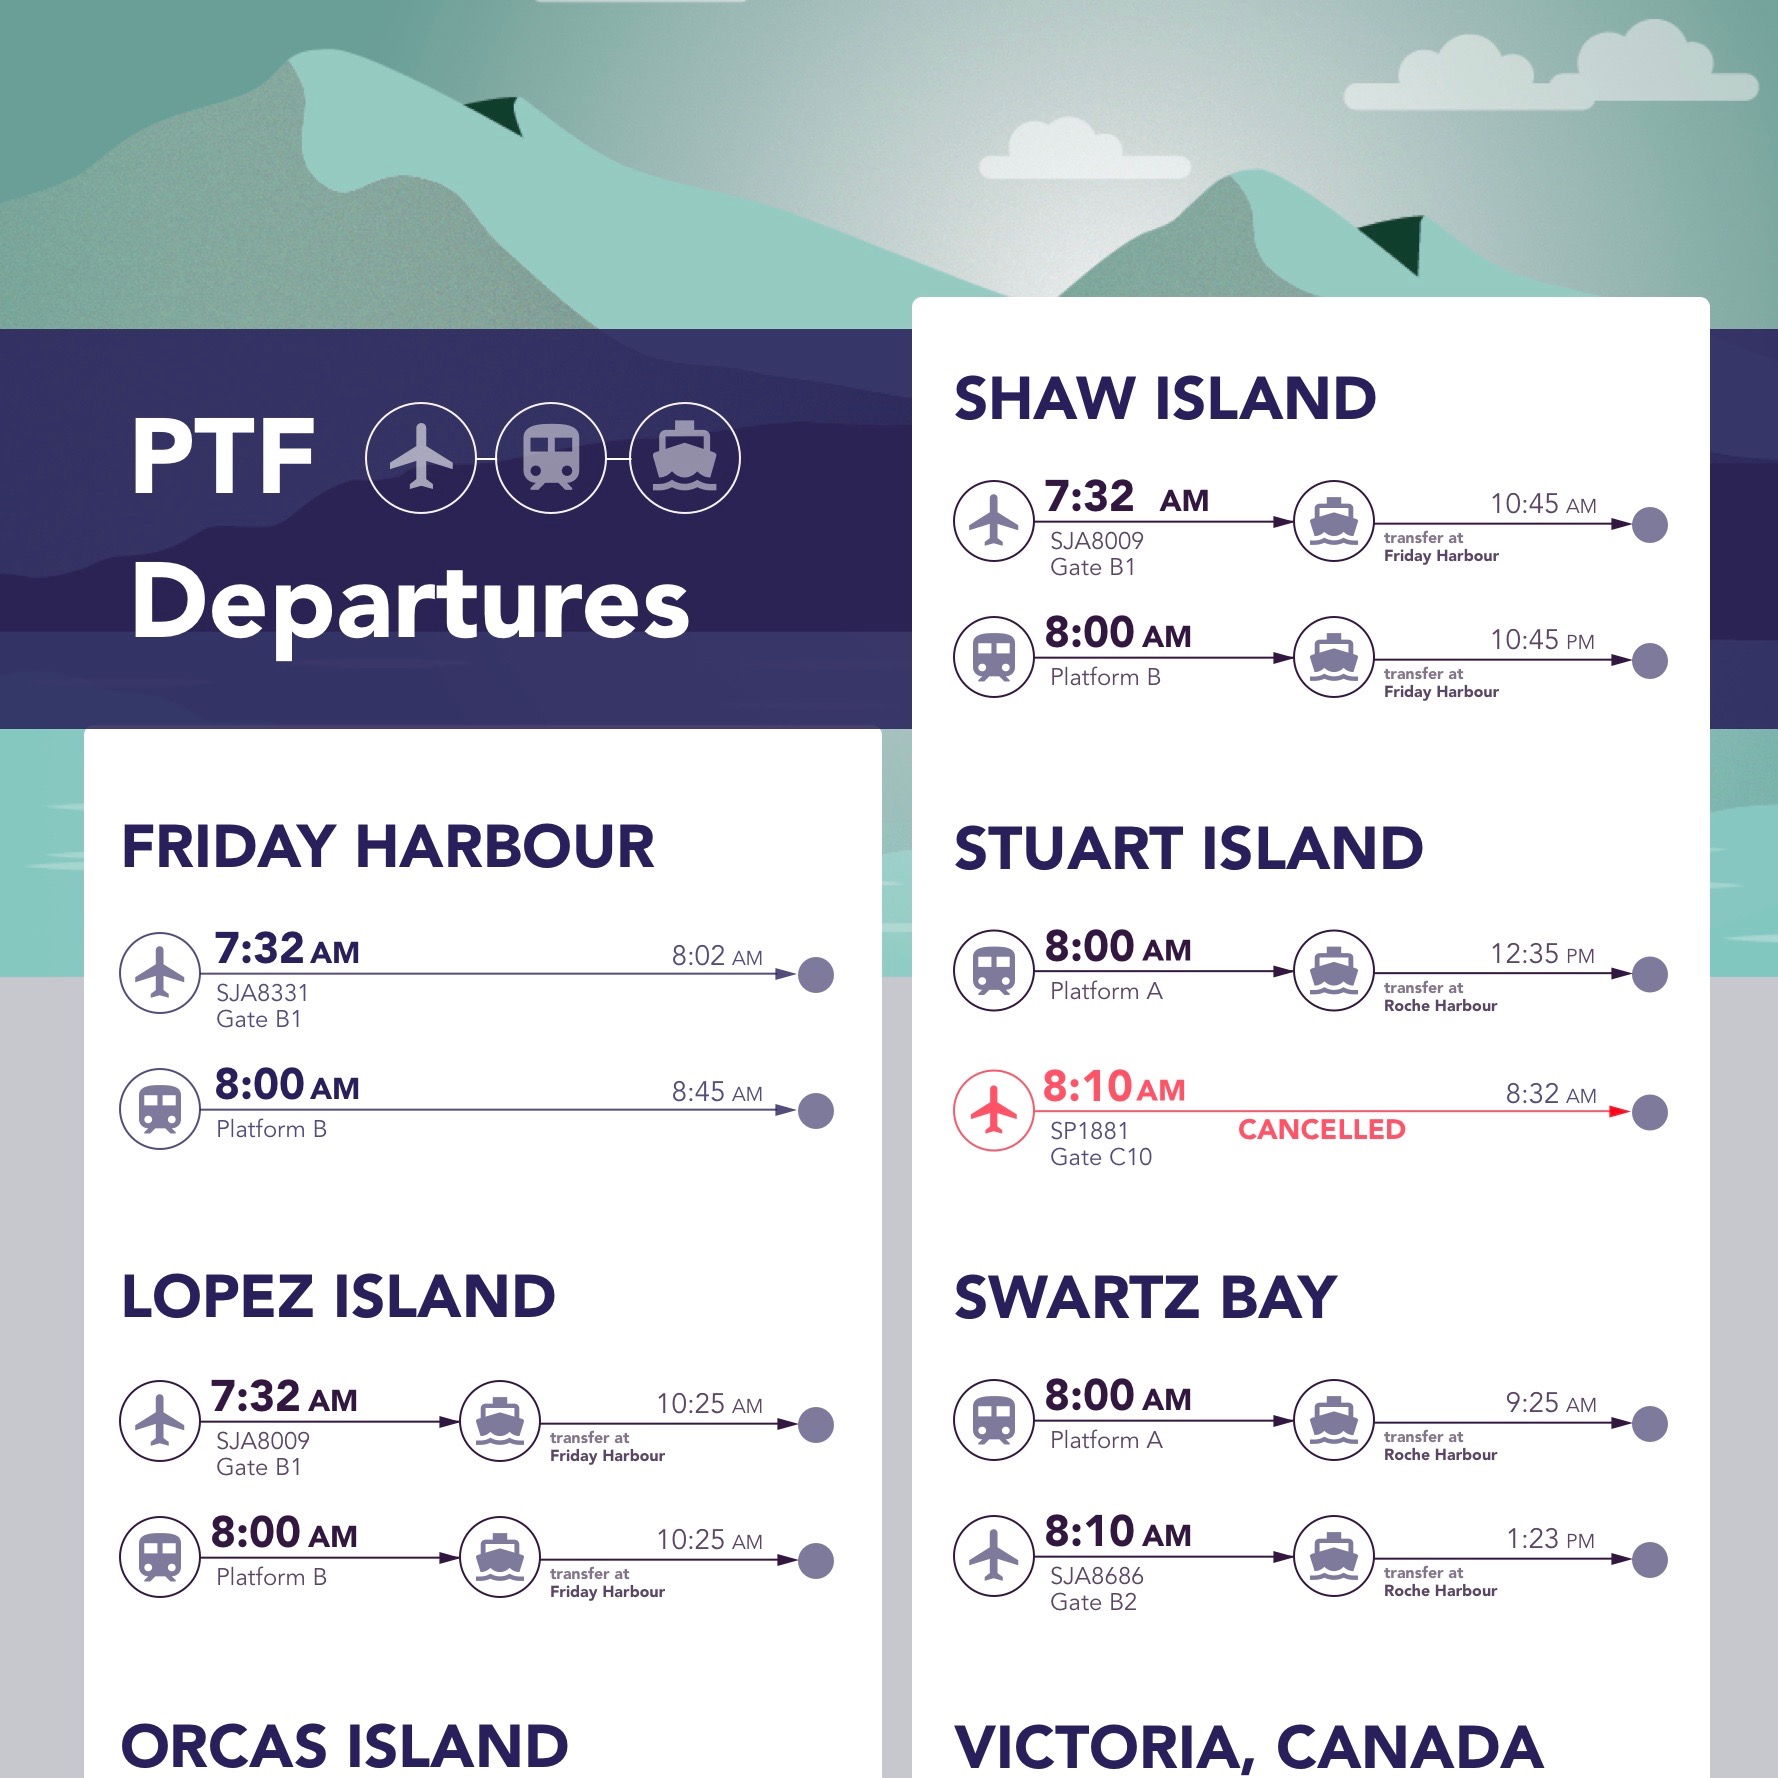 PTF
Departures
FRIDAY HARBOUR
7:32 AM
8:02 AM
SJA8331
Gate B1
8:00 AM
8:45 AM
Platform B
LOPEZ ISLAND
7:32 AM
10:25 AM
SJA8009
Gate B1
transfer at
Friday Harbour
8:00 AM
10:25 AM
Platform B
transfer at
Friday Harbour
ORCAS ISLAND
SHAW ISLAND
7:32 AM
10:45 AM
SJA8009
Gate B1
transfer at
Friday Harbour
8:00 AM
10:45 PM
Platform B
transfer at
Friday Harbour
STUART ISLAND
8:00 AM
12:35 PM
Platform A
transfer at
Roche Harbour
8:10 AM
8:32 AM
SP1881
Gate C10
CANCELLED
SWARTZ BAY
8:00 AM
9:25 AM
Platform A
transfer at
Roche Harbour
8:10 AM
1:23 PM
SJA8686
Gate B2
transfer at
Roche Harbour
VICTORIA, CANADA